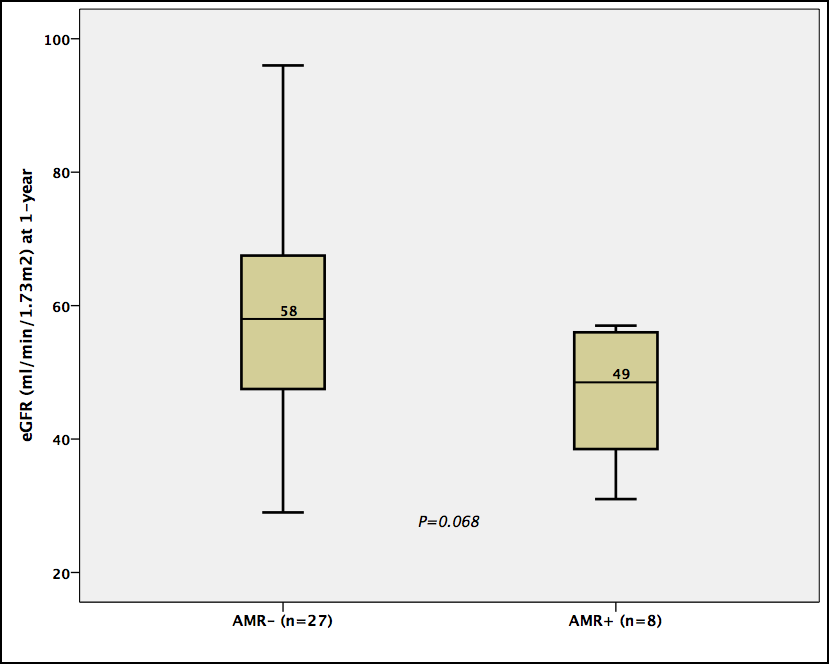 eGFR (ml/min/1.73m2) at 1-year
100
80
60
40
20
58
49
P=0.068
AMR- (n=27)
AMR+ (n=8)